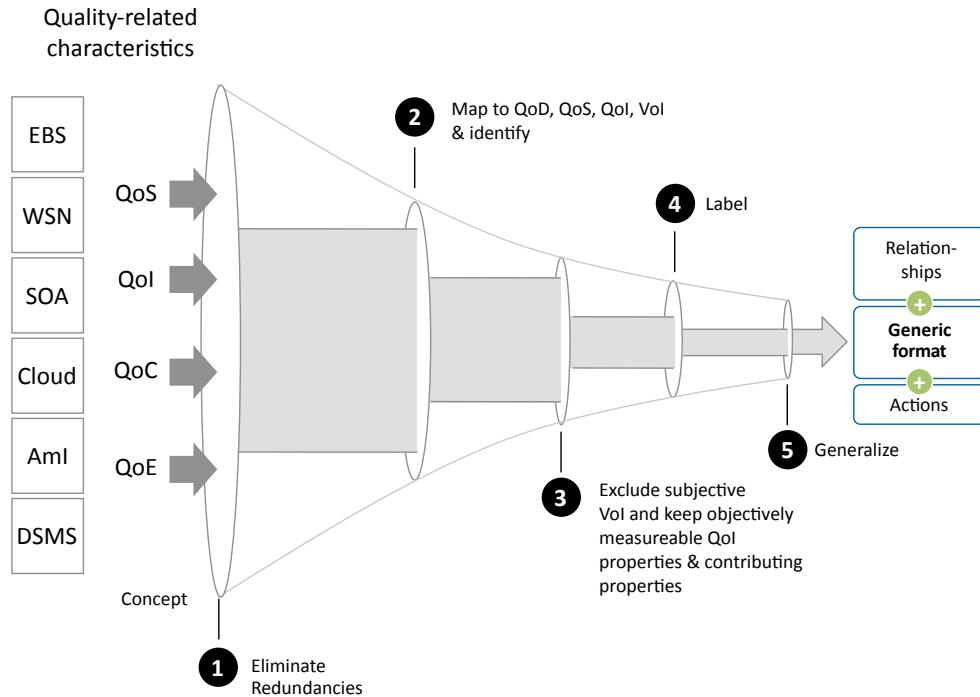 Quality-related
characteristics
EBS
WSN
SOA
Cloud
AmI
DSMS
QoS
QoI
QoC
QoE
Concept
1
Eliminate
Redundancies
2
Map to QoD, QoS, QoI, VoI
& identify
3
Exclude subjective
VoI and keep objectively
measureable QoI
properties & contributing
properties
4
Label
5
Generalize
Relation-
ships
+
Generic
format
+
Actions